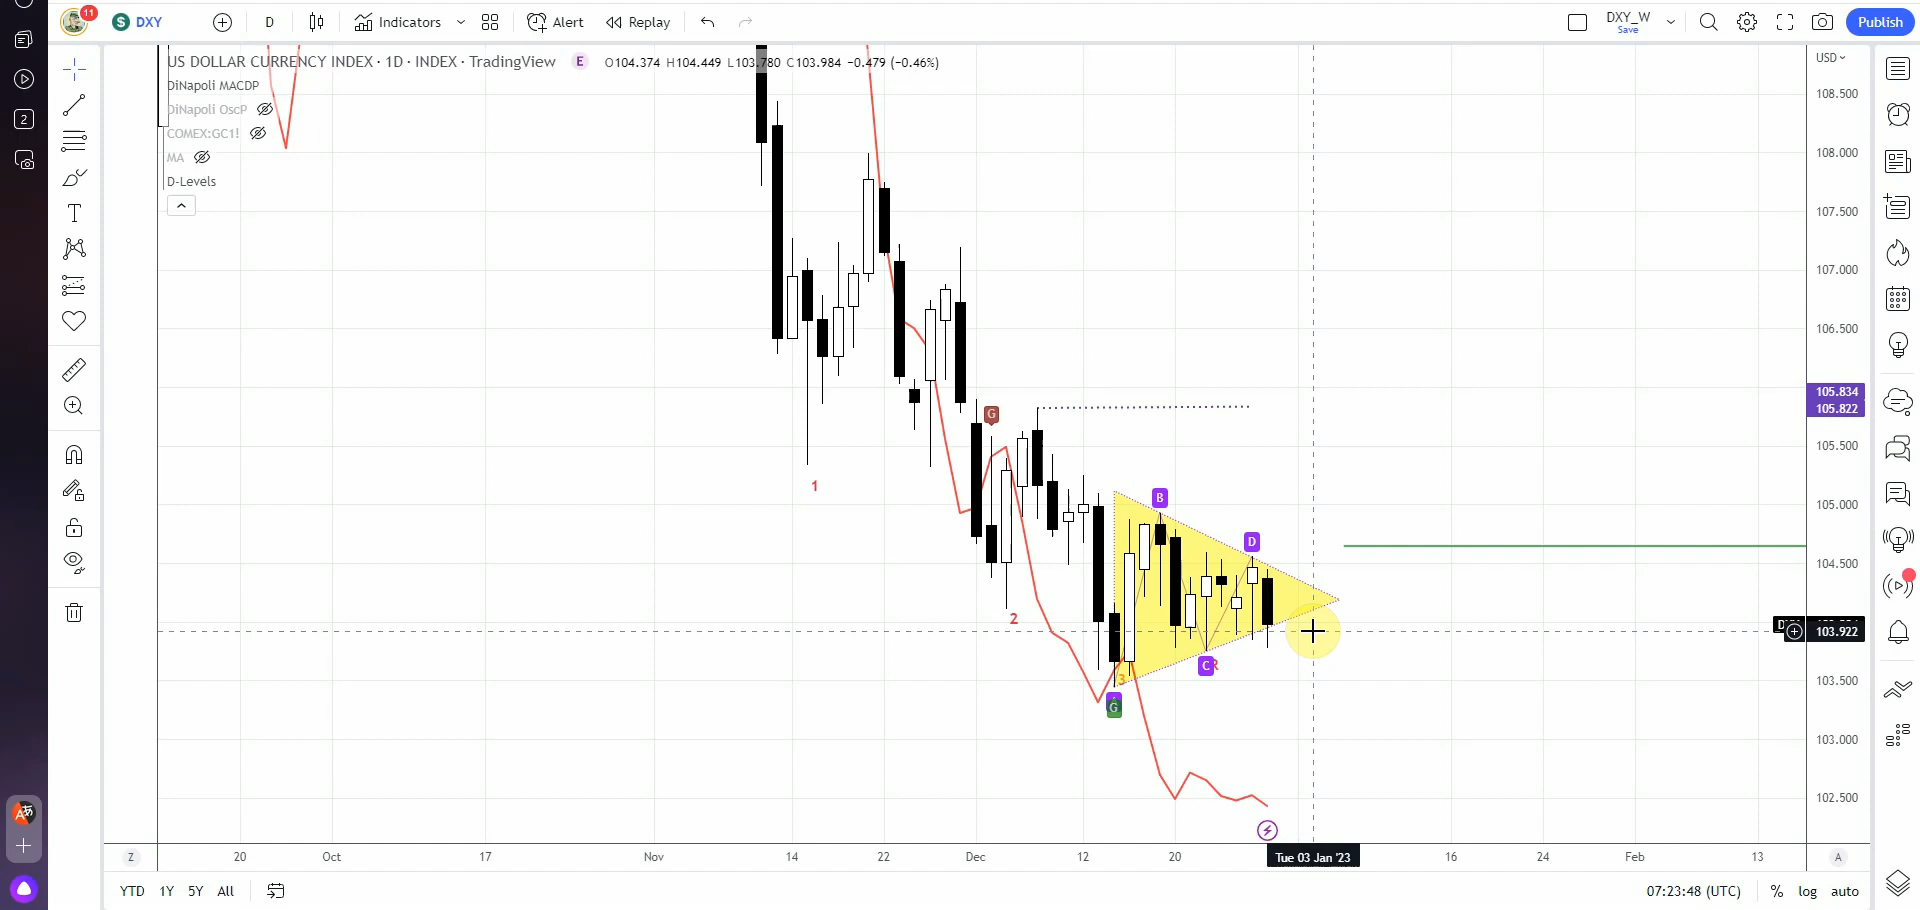 11
DXY
D
Indicators
Alert
Replay
DXY_W
Save
Publish
US DOLLAR CURRENCY INDEX · 1D · INDEX · TradingView
E
O104.374 H104.449 L103.780 C103.984 −0.479 (−0.46%)
DiNapoli MACDP
DiNapoli OscP
COMEX:GC1!
MA
D-Levels
USD
108.500
108.000
107.500
107.000
106.500
105.834
105.822
105.500
105.000
104.500
103.922
103.500
103.000
102.500
2
1
G
2
B
D
3
C
G
Z
20
Oct
17
Nov
14
22
Dec
12
20
Tue 03 Jan '23
16
24
Feb
13
A
YTD
1Y
5Y
All
07:23:48 (UTC)
%
log
auto